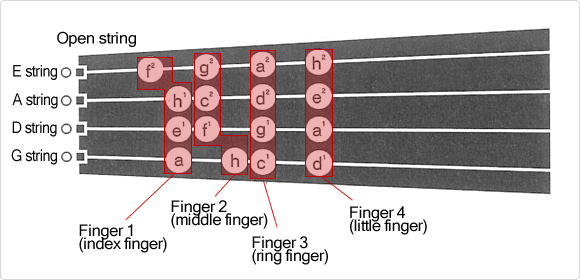 Open string
E string f² g² a² h²
A string h¹ c² d² e²
D string e¹ f¹ g¹ a¹
G string a h c¹ d¹
Finger 1
(index finger)
Finger 2
(middle finger)
Finger 3
(ring finger)
Finger 4
(little finger)